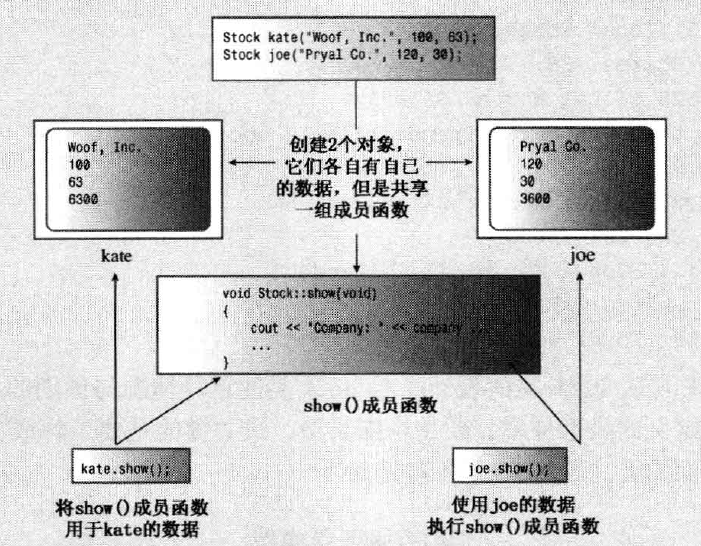 Stock kate("Woof, Inc.", 100, 63);
Stock joe("Pryal Co.", 120, 30);
Woof, Inc.
100
63
6300
kate
创建2个对象，
它们各自有自己
的数据，但是共享
一组成员函数
Pryal Co.
120
30
3600
joe
void Stock::show(void)
{
cout << "Company: " << company ...
...
}
show()成员函数
kate.show();
将show()成员函数
用于kate的数据
joe.show();
使用joe的数据
执行show()成员函数